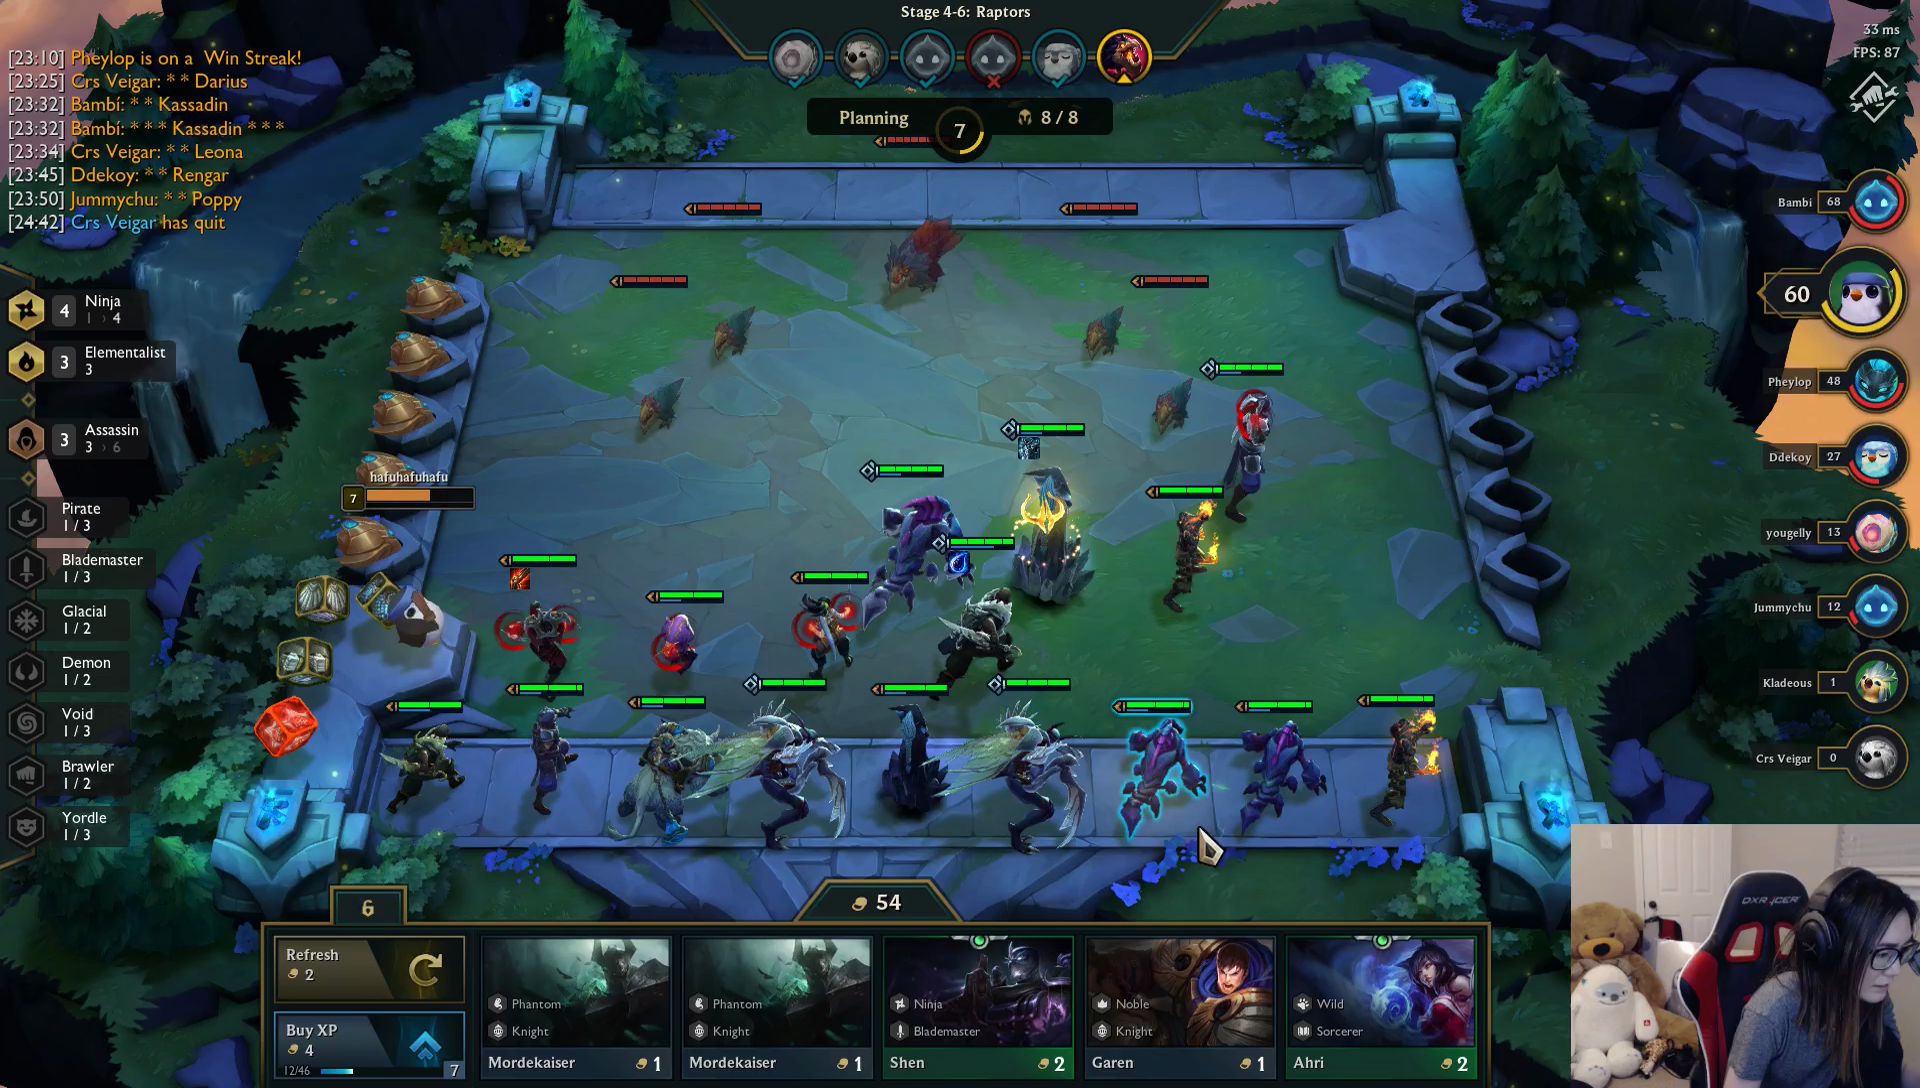 Stage 4-6: Raptors
33 ms
FPS: 87
[23:10] Pheylop is on a Win Streak!
[23:25] Crs Veigar: * * Darius
[23:32] Bambí: * * Kassadin
[23:32] Bambí: * * * Kassadin * * *
[23:34] Crs Veigar: * * Leona
[23:45] Ddekoy: * * Rengar
[23:50] Jummychu: * * Poppy
[24:42] Crs Veigar has quit
Planning
7
8 / 8
Bambí 68
60
Pheylop 48
Ddekoy 27
yougelly 13
Jummychu 12
Kladeous 1
Crs Veigar 0
4 Ninja
1 › 4
3 Elementalist
3
3 Assassin
3 › 6
Pirate
1 / 3
Blademaster
1 / 3
Glacial
1 / 2
Demon
1 / 2
Void
1 / 3
Brawler
1 / 2
Yordle
1 / 3
hafuhafuhafu
7
6
54
Refresh
2
Buy XP
4
12/46
7
Phantom
Knight
Mordekaiser 1
Phantom
Knight
Mordekaiser 1
Ninja
Blademaster
Shen 2
Noble
Knight
Garen 1
Wild
Sorcerer
Ahri 2
DXRACER